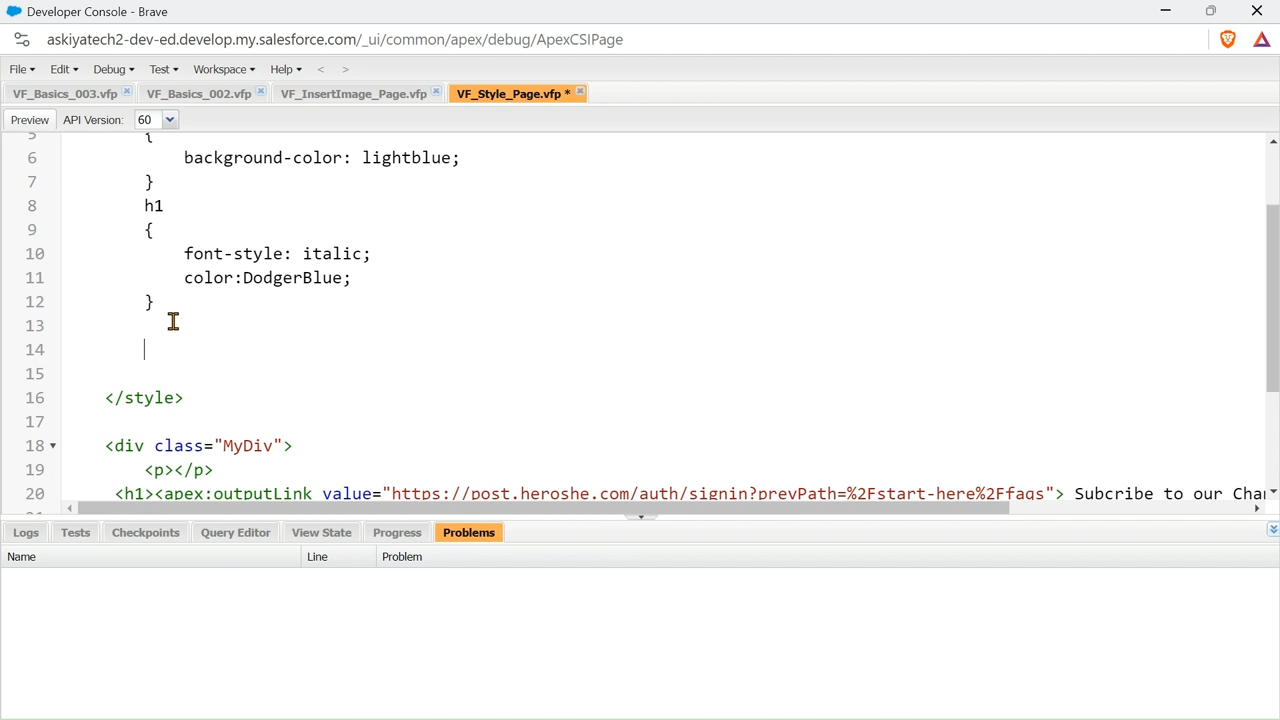 Developer Console - Brave
askiyatech2-dev-ed.develop.my.salesforce.com/_ui/common/apex/debug/ApexCSIPage
File Edit Debug Test Workspace Help < >
VF_Basics_003.vfp VF_Basics_002.vfp VF_InsertImage_Page.vfp VF_Style_Page.vfp *
Preview API Version: 60
5 {
6 background-color: lightblue;
7 }
8 h1
9 {
10 font-style: italic;
11 color:DodgerBlue;
12 }
13
14
15
16 </style>
17
18 <div class="MyDiv">
19 <p></p>
20 <h1><apex:outputLink value="https://post.heroshe.com/auth/signin?prevPath=%2Fstart-here%2Ffaqs"> Subcribe to our Cha
Logs Tests Checkpoints Query Editor View State Progress Problems
Name Line Problem